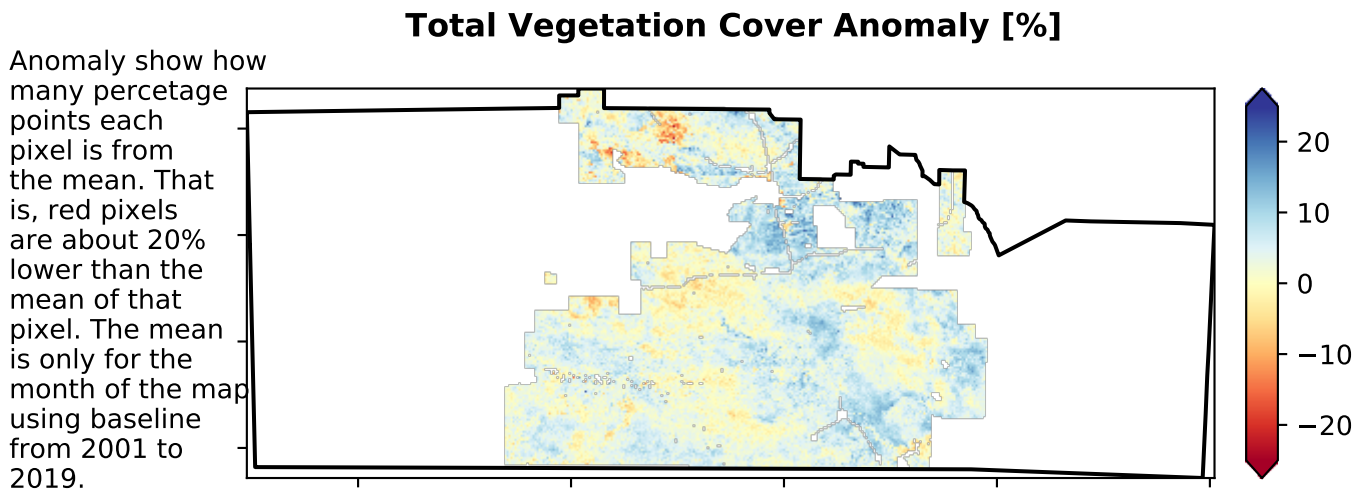 Total Vegetation Cover Anomaly [%]
Anomaly show how
many percetage
points each
pixel is from
the mean. That
is, red pixels
are about 20%
lower than the
mean of that
pixel. The mean
is only for the
month of the map
using baseline
from 2001 to
2019.
20
10
0
−10
−20